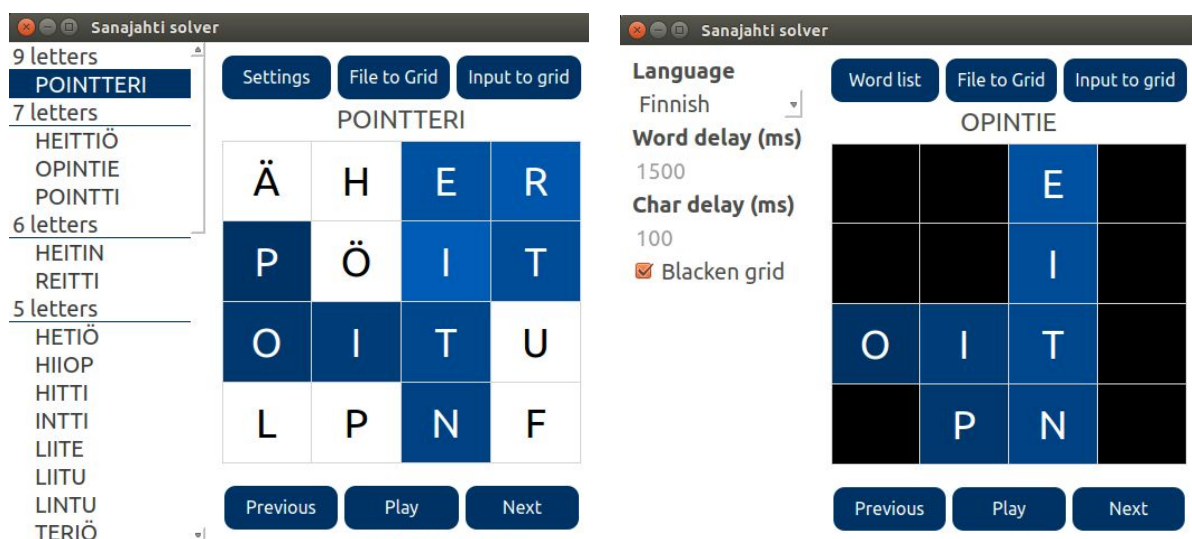 Sanajahti solver
9 letters
POINTTERI
7 letters
HEITTIÖ
OPINTIE
POINTTI
6 letters
HEITIN
REITTI
5 letters
HETIÖ
HIIOP
HITTI
INTTI
LIITE
LIITU
LINTU
TERIÖ
Settings File to Grid Input to grid
POINTTERI
Ä H E R
P Ö I T
O I T U
L P N F
Previous Play Next
Sanajahti solver
Language
Finnish
Word delay (ms)
1500
Char delay (ms)
100
Blacken grid
Word list File to Grid Input to grid
OPINTIE
E
I
O I T
P N
Previous Play Next